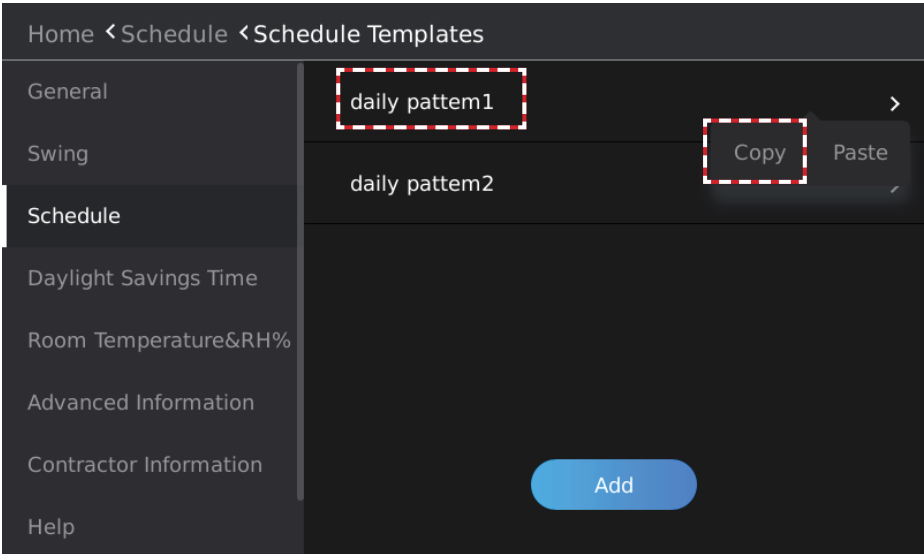 Home < Schedule < Schedule Templates
General
Swing
Schedule
Daylight Savings Time
Room Temperature&RH%
Advanced Information
Contractor Information
Help
daily pattem1
Copy Paste
daily pattem2
Add